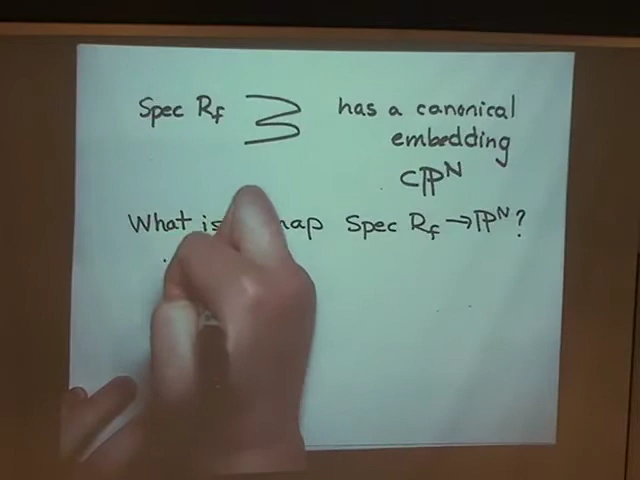 Spec R_f has a canonical
embedding
⊂ℙ^N
What is map Spec R_f → ℙ^N?